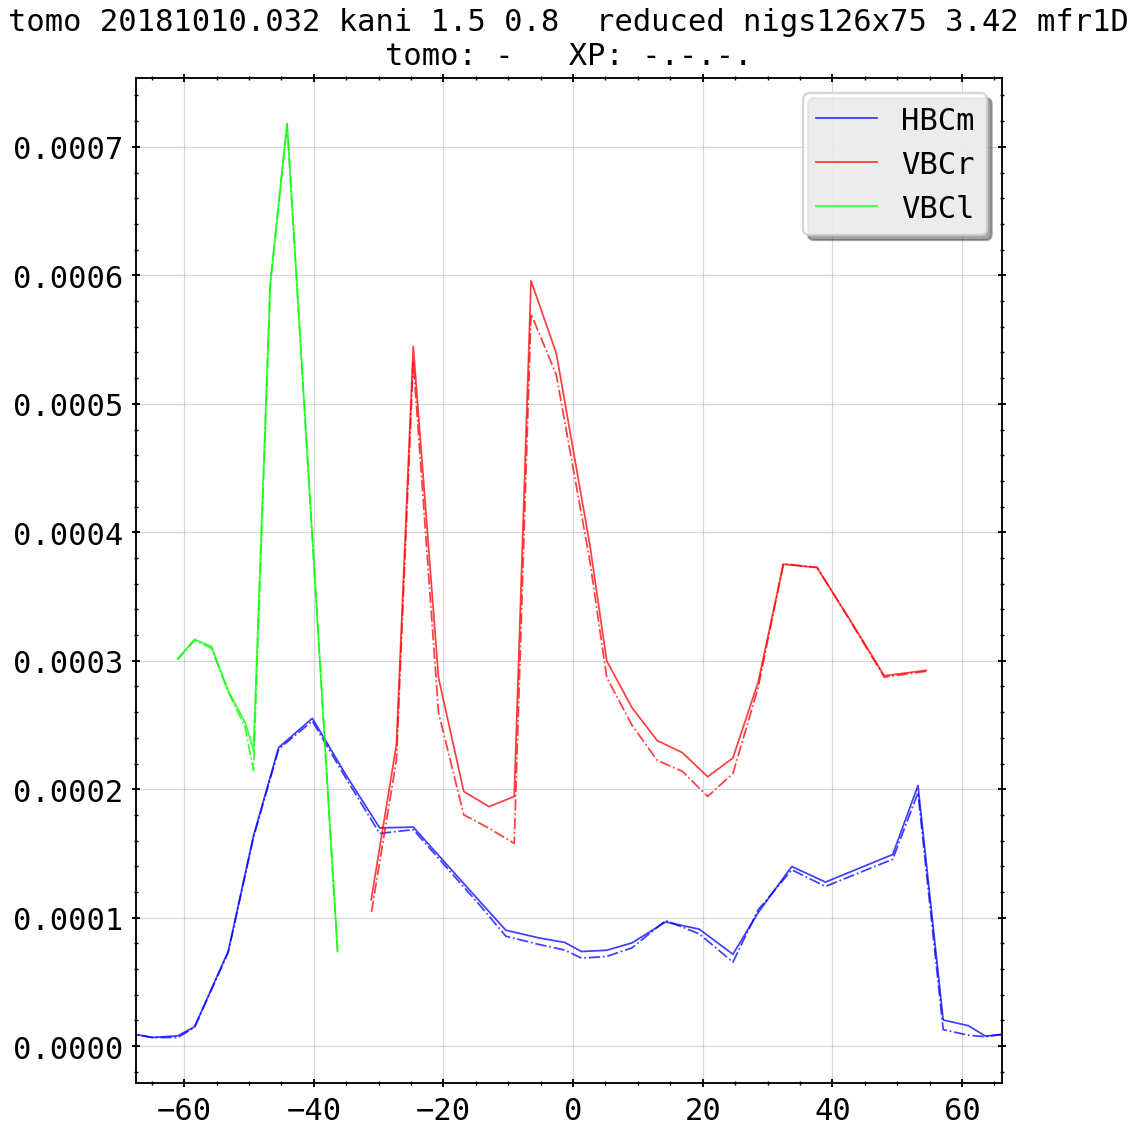 tomo 20181010.032 kani 1.5 0.8  reduced nigs126x75 3.42 mfr1D
tomo: -   XP: -.-.-.
HBCm
VBCr
VBCl
0.0007
0.0006
0.0005
0.0004
0.0003
0.0002
0.0001
0.0000
−60 −40 −20 0 20 40 60